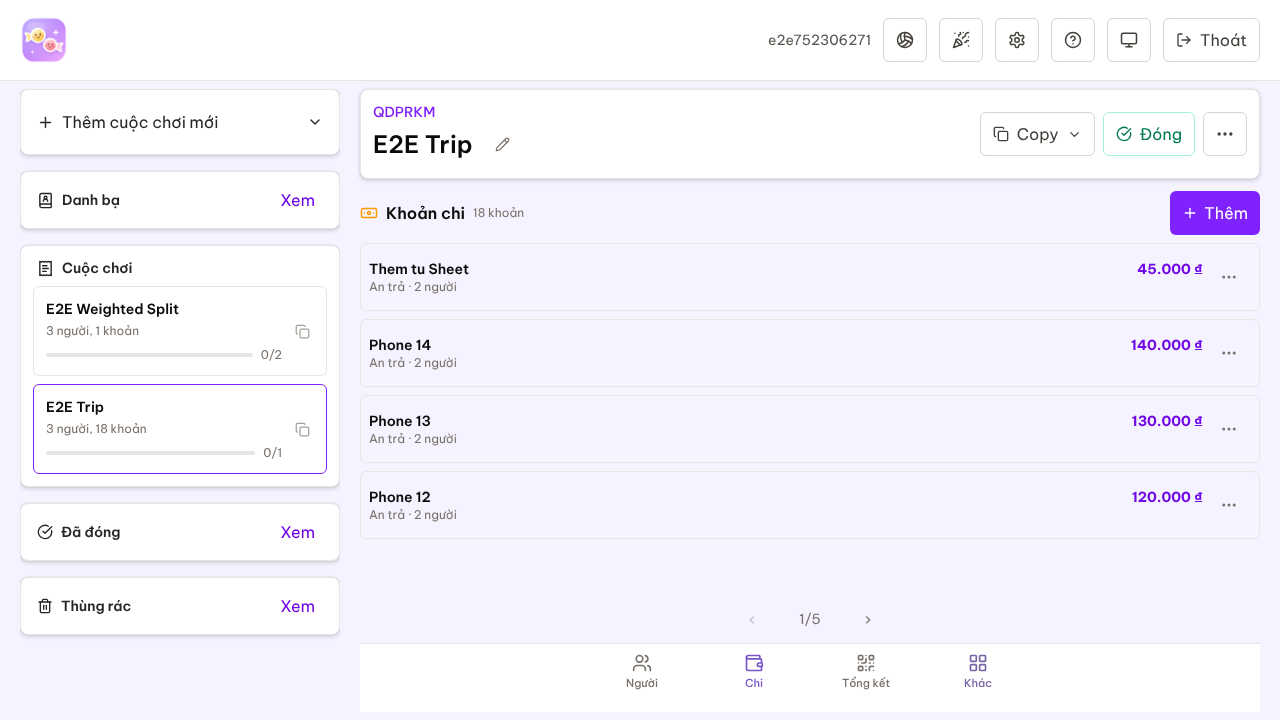 e2e752306271
Thoát
Thêm cuộc chơi mới
Danh bạ
Xem
Cuộc chơi
E2E Weighted Split
3 người, 1 khoản
0/2
E2E Trip
3 người, 18 khoản
0/1
Đã đóng
Xem
Thùng rác
Xem
QDPRKM
E2E Trip
Copy
Đóng
Khoản chi 18 khoản
Thêm
Them tu Sheet
45.000 ₫
An trả · 2 người
Phone 14
140.000 ₫
An trả · 2 người
Phone 13
130.000 ₫
An trả · 2 người
Phone 12
120.000 ₫
An trả · 2 người
1/5
Người
Chi
Tổng kết
Khác